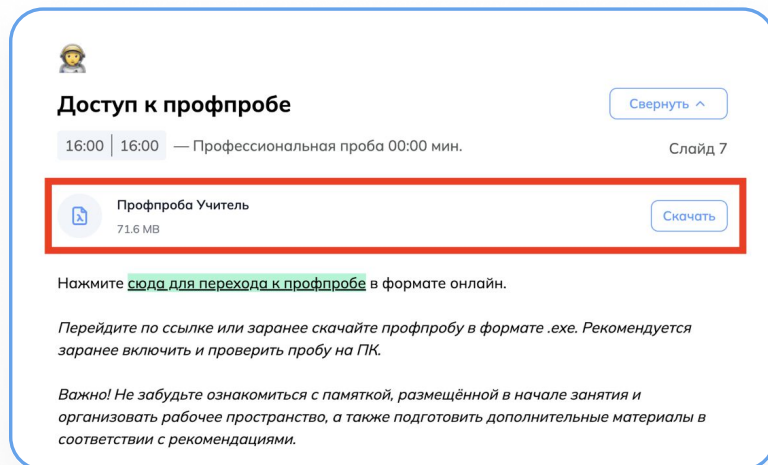 Доступ к профпробе
Свернуть
16:00 | 16:00 — Профессиональная проба 00:00 мин.
Слайд 7
Профпроба Учитель
71.6 MB
Скачать
Нажмите сюда для перехода к профпробе в формате онлайн.
Перейдите по ссылке или заранее скачайте профпробу в формате .exe. Рекомендуется
заранее включить и проверить пробу на ПК.
Важно! Не забудьте ознакомиться с памяткой, размещённой в начале занятия и
организовать рабочее пространство, а также подготовить дополнительные материалы в
соответствии с рекомендациями.